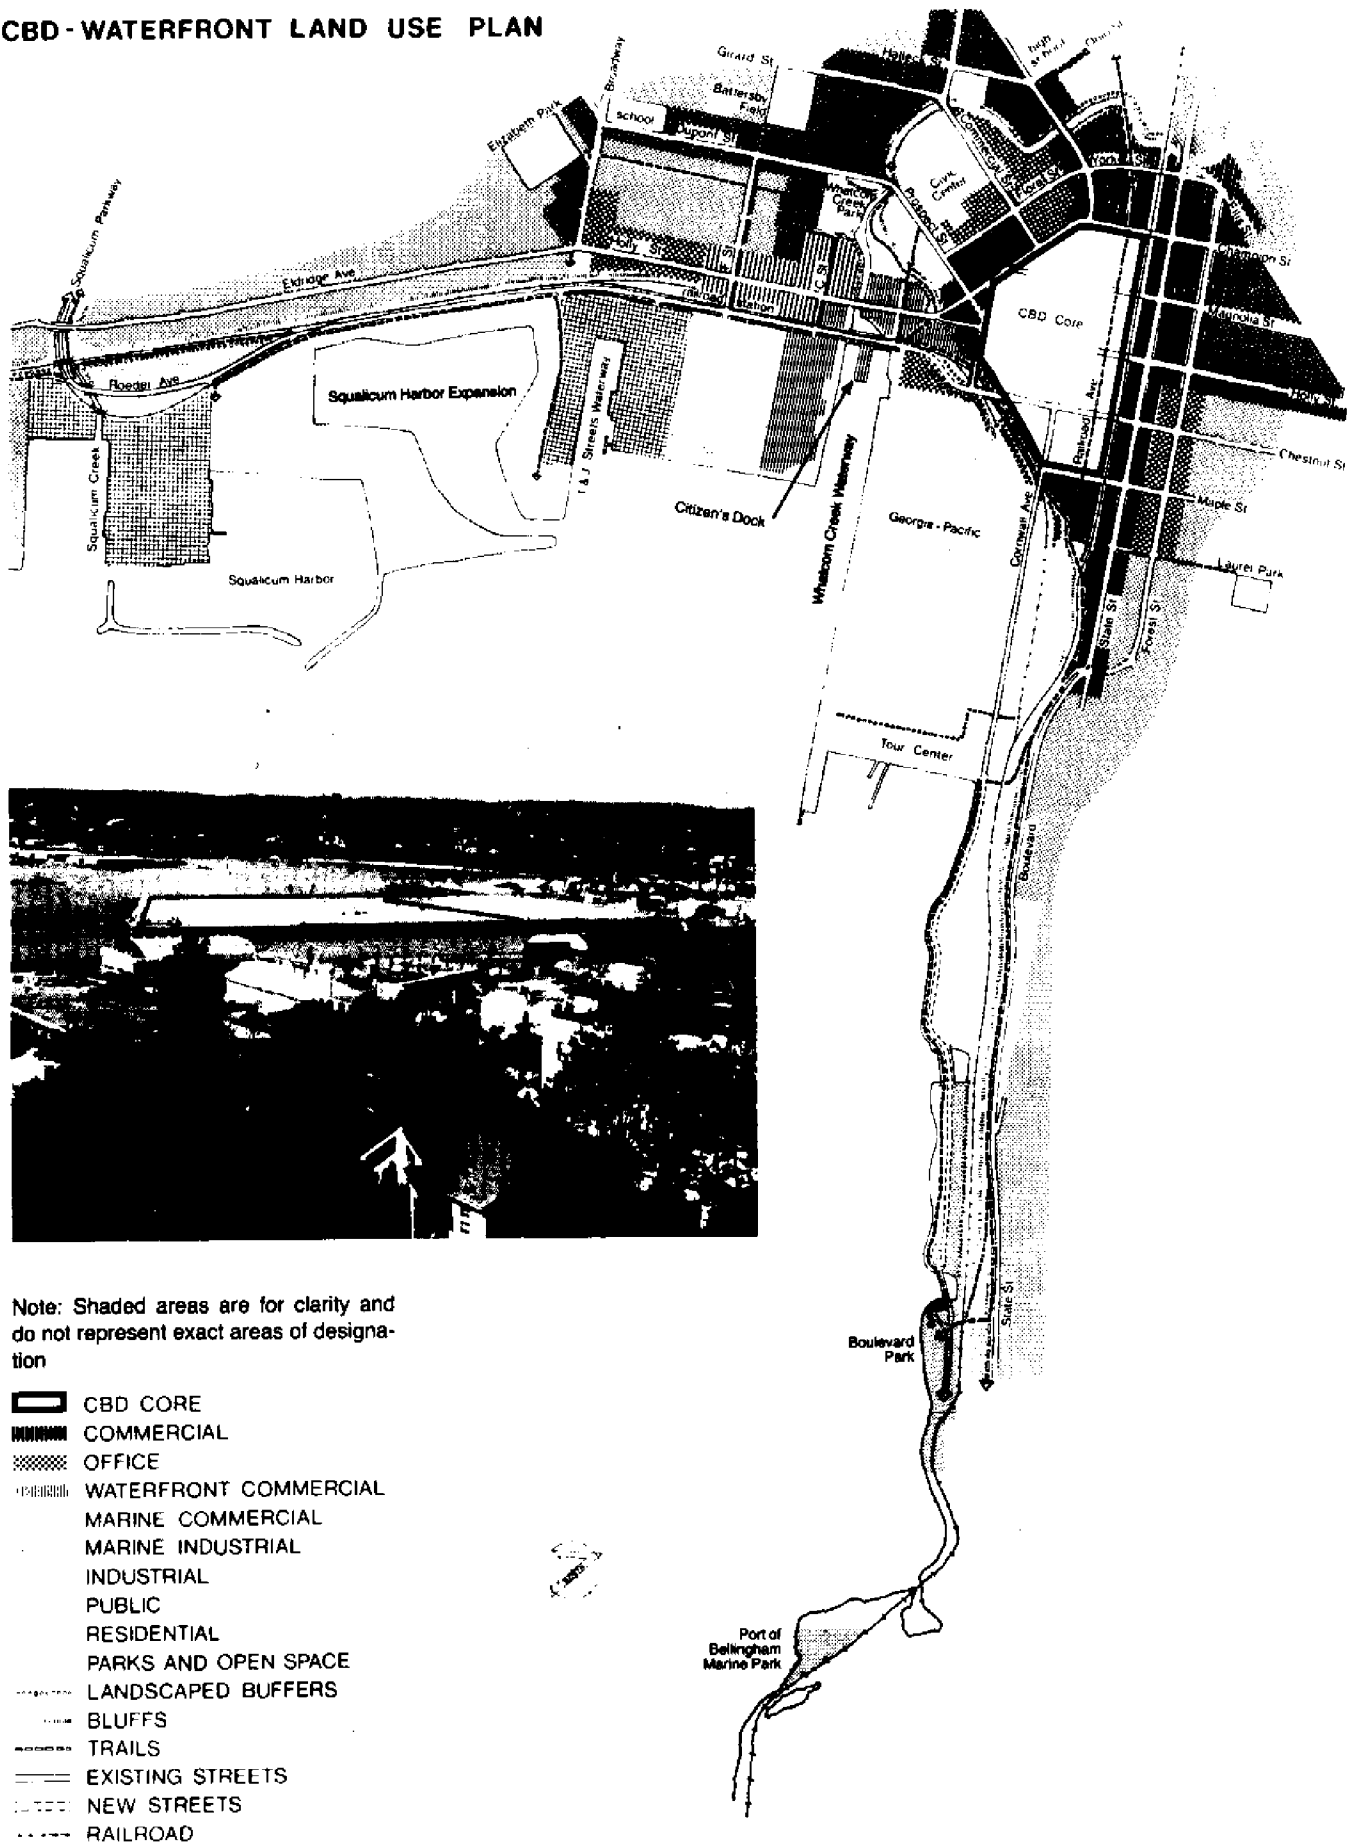 CBD - WATERFRONT LAND USE PLAN
Broadway
Girard St
Battersby
Field
school
Dupont St
Elizabeth Park
Squalicum Parkway
Eldridge Ave
Holly St
C St
Whatcom
Creek
Park
Civic
Center
Prospect St
Commercial St
Floral St
York St
Champion St
Magnolia St
Holly St
CBD Core
Railroad Ave
Chestnut St
Maple St
Laurel Park
Forest St
State St
Cornwall Ave
Roeder Ave
Squalicum Harbor Expansion
I & J Streets Waterway
Squalicum Creek
Squalicum Harbor
Citizen's Dock
Whatcom Creek Waterway
Georgia - Pacific
Tour Center
Boulevard
State St
Boulevard
Park
Port of
Bellingham
Marine Park
Note: Shaded areas are for clarity and
do not represent exact areas of designa-
tion
CBD CORE
COMMERCIAL
OFFICE
WATERFRONT COMMERCIAL
MARINE COMMERCIAL
MARINE INDUSTRIAL
INDUSTRIAL
PUBLIC
RESIDENTIAL
PARKS AND OPEN SPACE
LANDSCAPED BUFFERS
BLUFFS
TRAILS
EXISTING STREETS
NEW STREETS
RAILROAD